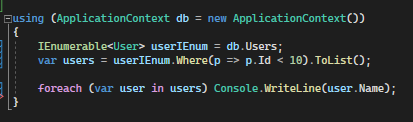 using (ApplicationContext db = new ApplicationContext())
{
    IEnumerable<User> userIEnum = db.Users;
    var users = userIEnum.Where(p => p.Id < 10).ToList();

    foreach (var user in users) Console.WriteLine(user.Name);
}